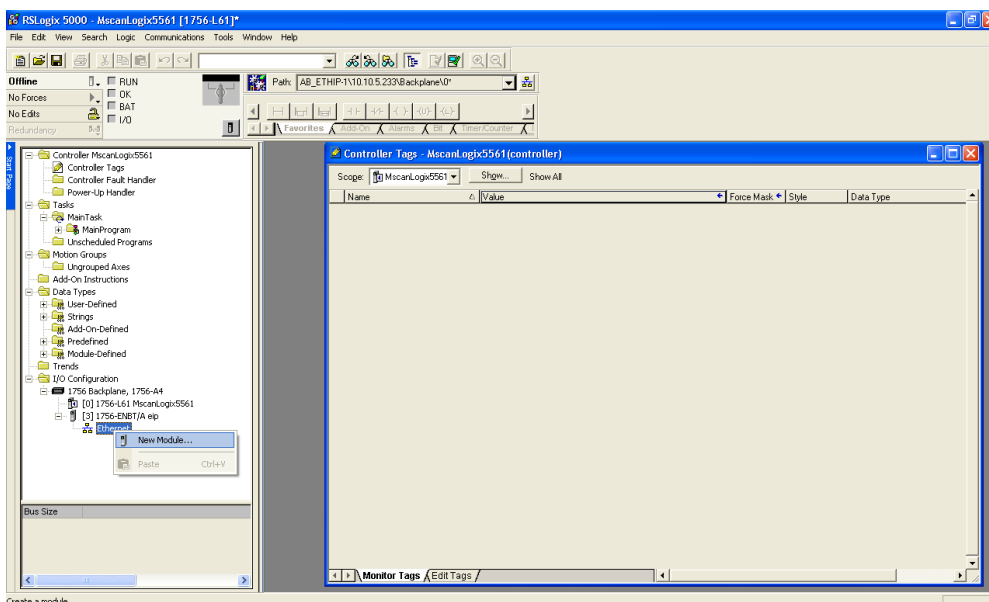 RSLogix 5000 - MscanLogix5561 [1756-L61]*
File Edit View Search Logic Communications Tools Window Help
Offline RUN
No Forces OK
No Edits BAT
Redundancy I/O
Path: AB_ETHIP-1\10.10.5.233\Backplane\0*
Favorites Add-On Alarms Bit Timer/Counter
Start Page
Controller MscanLogix5561
Controller Tags
Controller Fault Handler
Power-Up Handler
Tasks
MainTask
MainProgram
Unscheduled Programs
Motion Groups
Ungrouped Axes
Add-On Instructions
Data Types
User-Defined
Strings
Add-On-Defined
Predefined
Module-Defined
Trends
I/O Configuration
1756 Backplane, 1756-A4
[0] 1756-L61 MscanLogix5561
[3] 1756-ENBT/A eip
Ethernet
New Module...
Paste Ctrl+V
Bus Size
Controller Tags - MscanLogix5561(controller)
Scope: MscanLogix5561 Show... Show All
Name Value Force Mask Style Data Type
Monitor Tags Edit Tags
Create a module